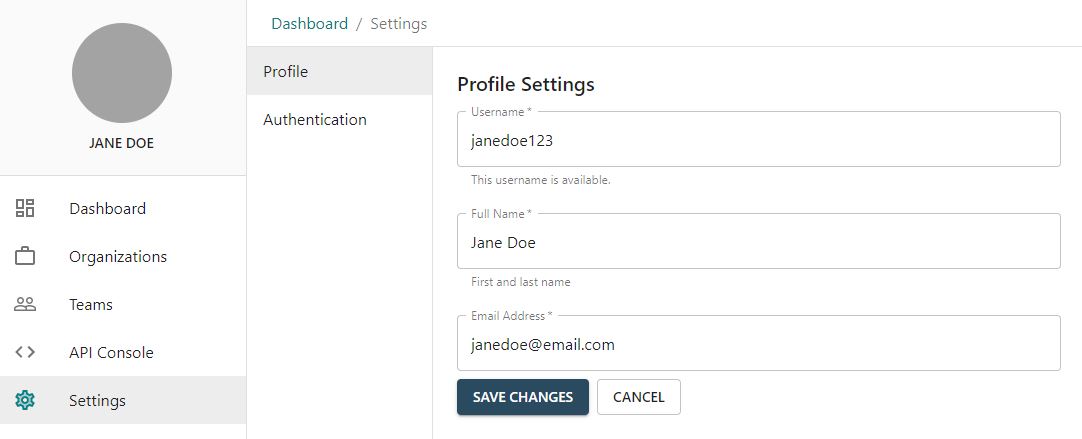 JANE DOE
Dashboard
Organizations
Teams
API Console
Settings
Dashboard / Settings
Profile
Authentication
Profile Settings
Username *
janedoe123
This username is available.
Full Name *
Jane Doe
First and last name
Email Address *
janedoe@email.com
SAVE CHANGES CANCEL